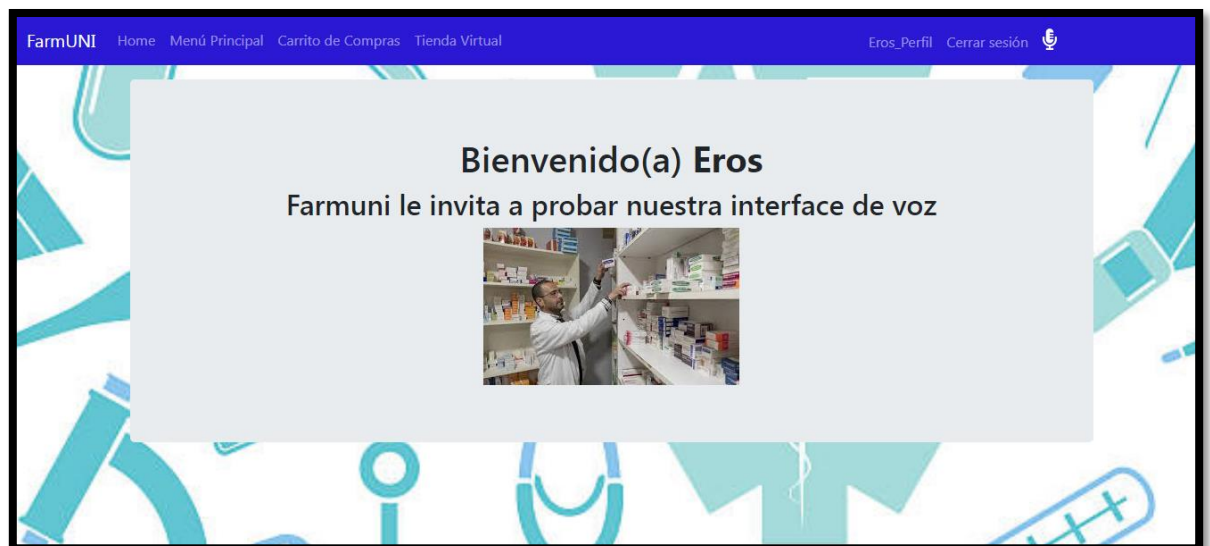 FarmUNI Home Menú Principal Carrito de Compras Tienda Virtual Eros_Perfil Cerrar sesión
Bienvenido(a) Eros
Farmuni le invita a probar nuestra interface de voz